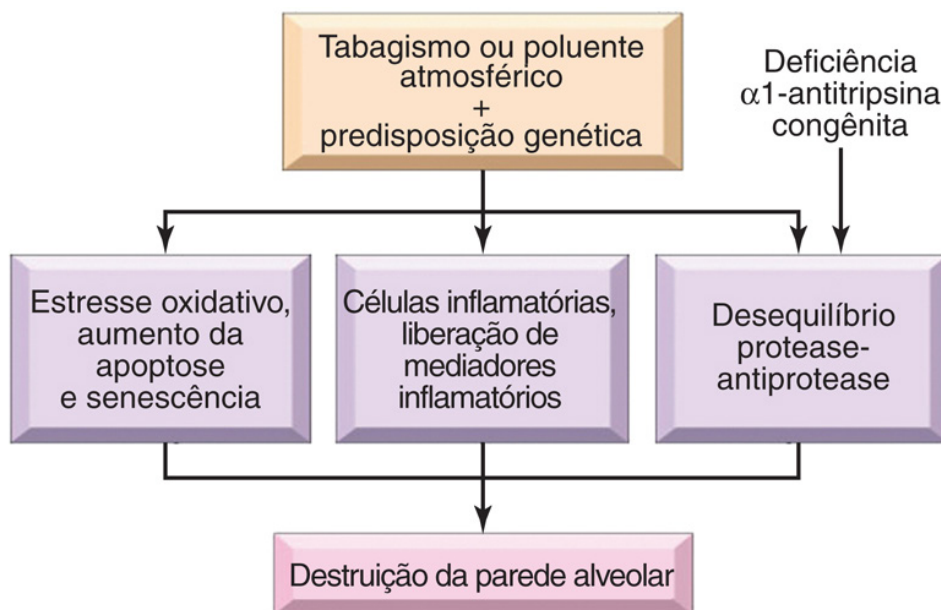 Tabagismo ou poluente
atmosférico
+
predisposição genética
Deficiência
α1-antitripsina
congênita
Estresse oxidativo,
aumento da
apoptose
e senescência
Células inflamatórias,
liberação de
mediadores
inflamatórios
Desequilíbrio
protease-
antiprotease
Destruição da parede alveolar